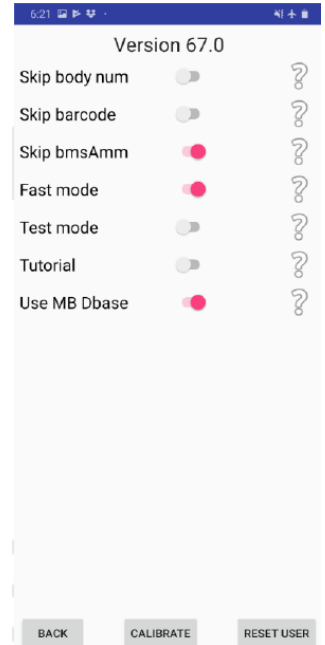 6:21
Version 67.0
Skip body num
Skip barcode
Skip bmsAmm
Fast mode
Test mode
Tutorial
Use MB Dbase
BACK CALIBRATE RESET USER